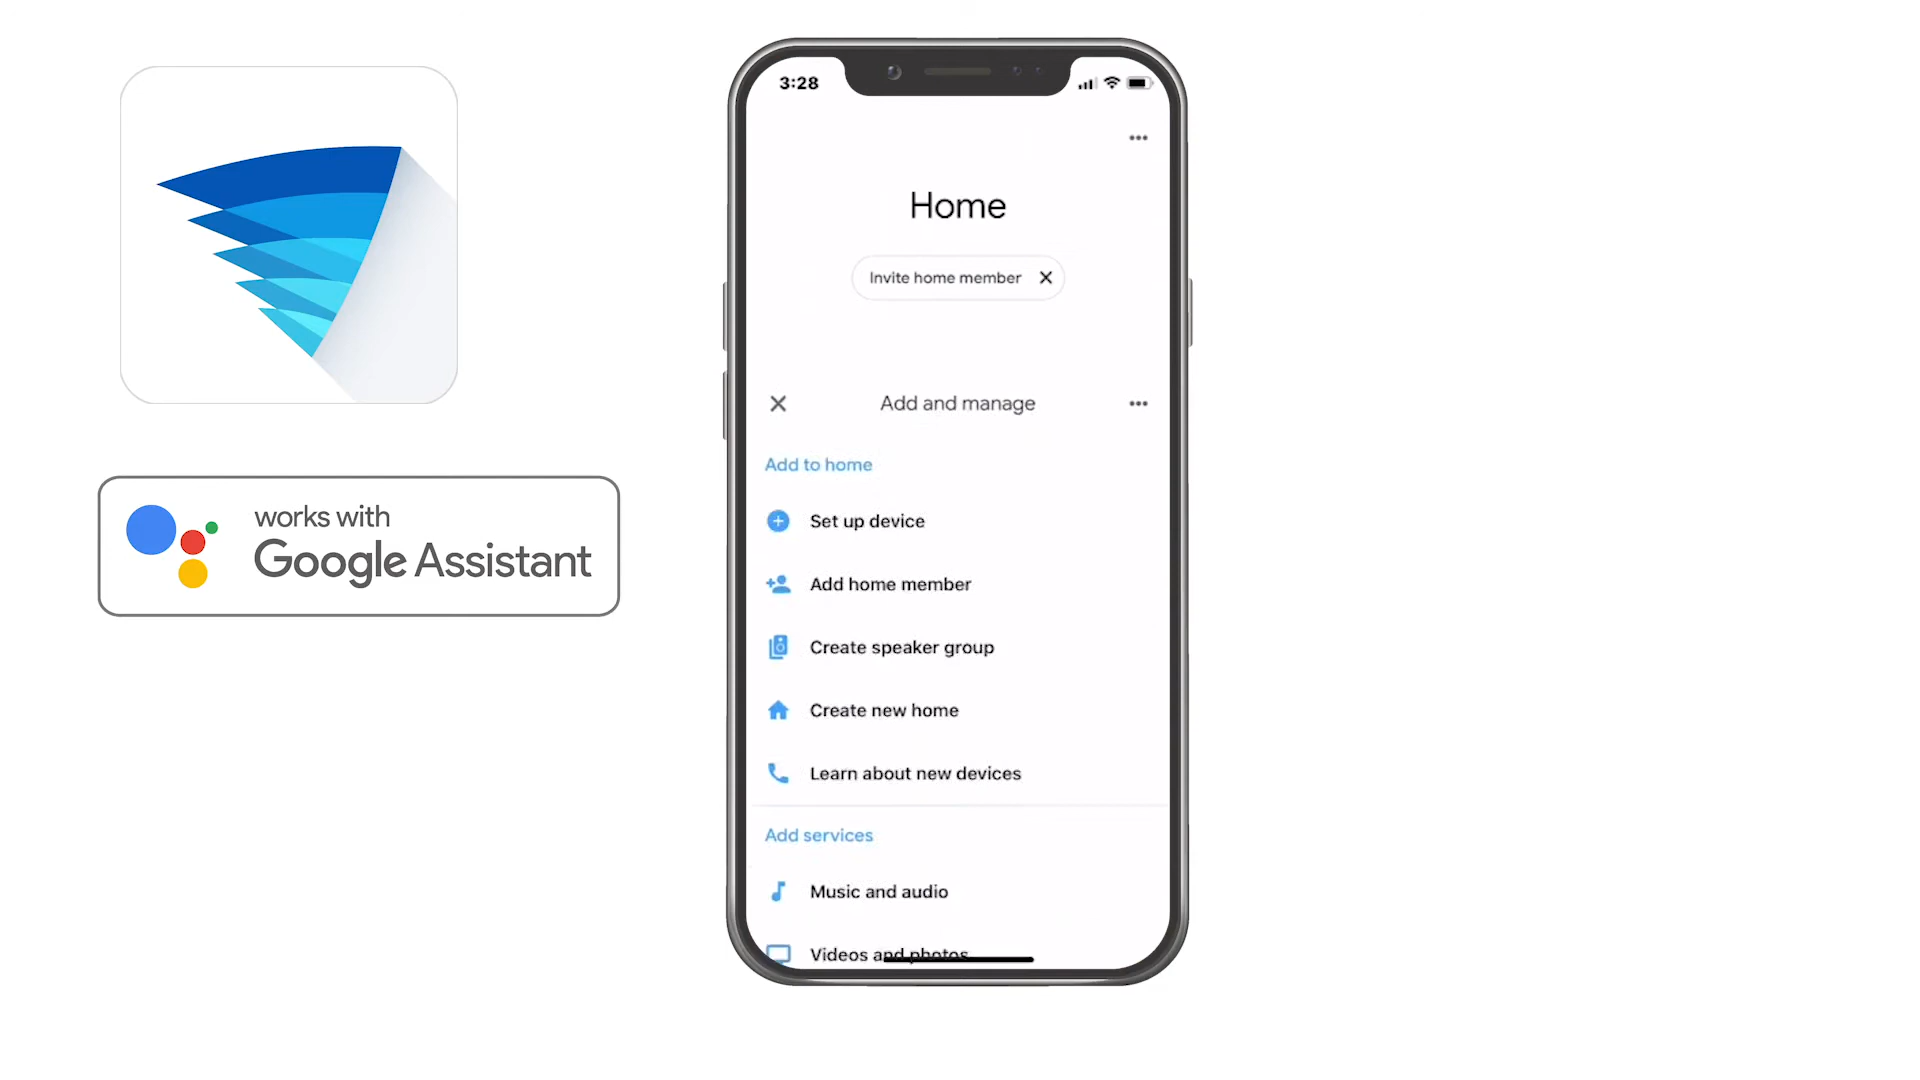 works with
Google Assistant
3:28
Home
Invite home member
Add and manage
Add to home
Set up device
Add home member
Create speaker group
Create new home
Learn about new devices
Add services
Music and audio
Videos and photos